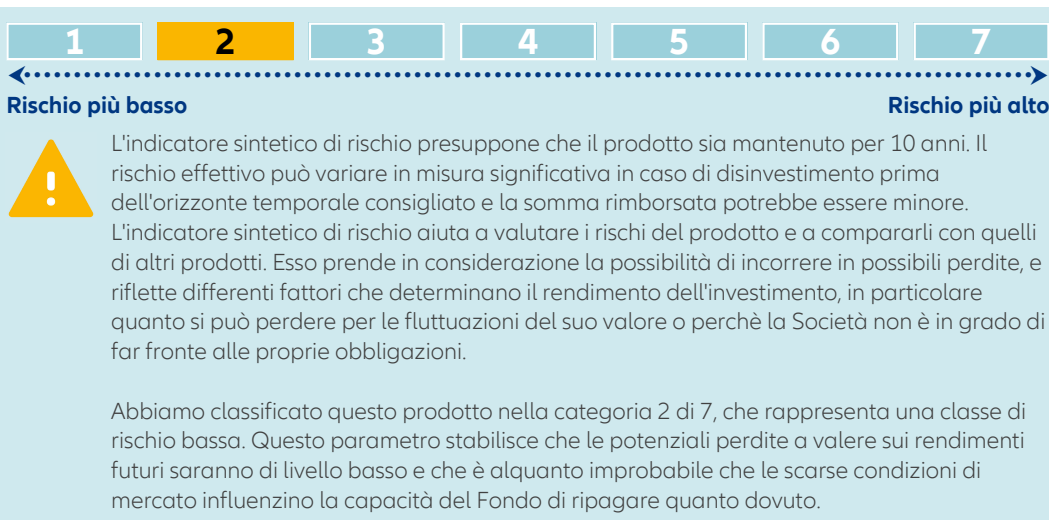 1 2 3 4 5 6 7
Rischio più basso Rischio più alto
L'indicatore sintetico di rischio presuppone che il prodotto sia mantenuto per 10 anni. Il
rischio effettivo può variare in misura significativa in caso di disinvestimento prima
dell'orizzonte temporale consigliato e la somma rimborsata potrebbe essere minore.
L'indicatore sintetico di rischio aiuta a valutare i rischi del prodotto e a compararli con quelli
di altri prodotti. Esso prende in considerazione la possibilità di incorrere in possibili perdite, e
riflette differenti fattori che determinano il rendimento dell'investimento, in particolare
quanto si può perdere per le fluttuazioni del suo valore o perchè la Società non è in grado di
far fronte alle proprie obbligazioni.
Abbiamo classificato questo prodotto nella categoria 2 di 7, che rappresenta una classe di
rischio bassa. Questo parametro stabilisce che le potenziali perdite a valere sui rendimenti
futuri saranno di livello basso e che è alquanto improbabile che le scarse condizioni di
mercato influenzino la capacità del Fondo di ripagare quanto dovuto.